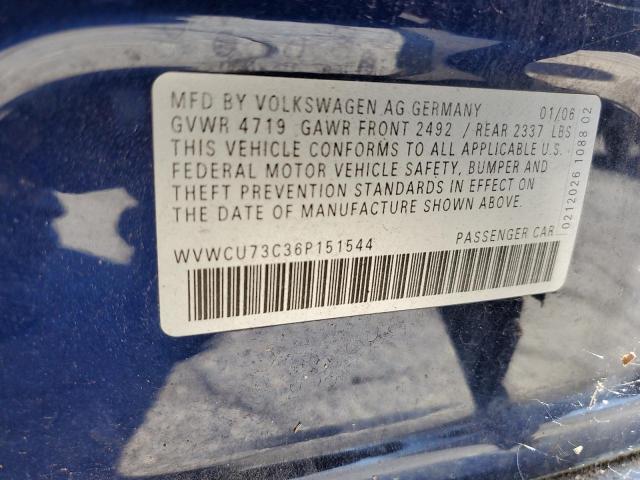 MFD BY VOLKSWAGEN AG GERMANY 01/06
GVWR 4719 GAWR FRONT 2492 / REAR 2337 LBS
THIS VEHICLE CONFORMS TO ALL APPLICABLE U.S.
FEDERAL MOTOR VEHICLE SAFETY, BUMPER AND
THEFT PREVENTION STANDARDS IN EFFECT ON
THE DATE OF MANUFACTURE SHOWN ABOVE.
WVWCU73C36P151544 PASSENGER CAR
0212026 1088 02